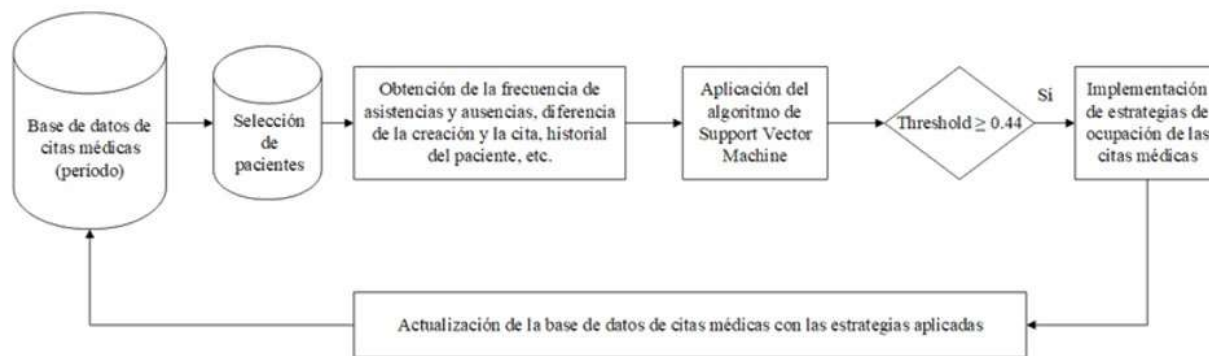 Base de datos de
citas médicas
(período)
Selección
de
pacientes
Obtención de la frecuencia de
asistencias y ausencias, diferencia
de la creación y la cita, historial
del paciente, etc.
Aplicación del
algoritmo de
Support Vector
Machine
Threshold ≥ 0.44
Sí
Implementación
de estrategias de
ocupación de las
citas médicas
Actualización de la base de datos de citas médicas con las estrategias aplicadas